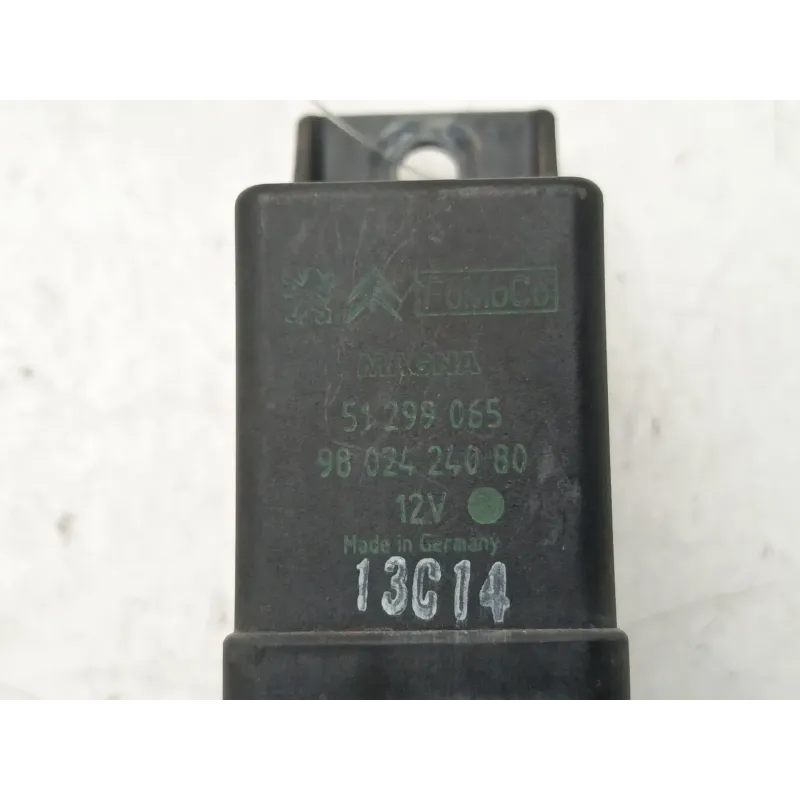 FoMoCo
MAGNA
51 299 065
98 024 240 80
12V
Made in Germany
13C14